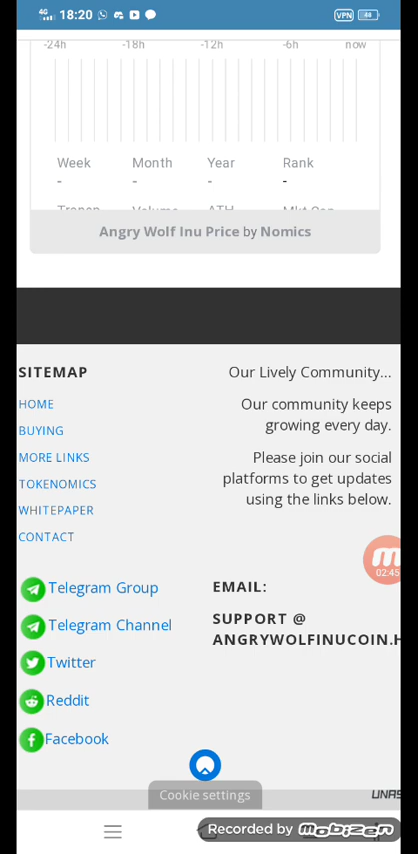 4G 18:20 VPN 44
-24h -18h -12h -6h now
Week Month Year Rank
- - - -
Angry Wolf Inu Price by Nomics
SITEMAP
HOME
BUYING
MORE LINKS
TOKENOMICS
WHITEPAPER
CONTACT
Our Lively Community...
Our community keeps
growing every day.
Please join our social
platforms to get updates
using the links below.
02:45
Telegram Group
Telegram Channel
Twitter
Reddit
Facebook
EMAIL:
SUPPORT @
ANGRYWOLFINUCOIN.H
Cookie settings
Recorded by mobizen